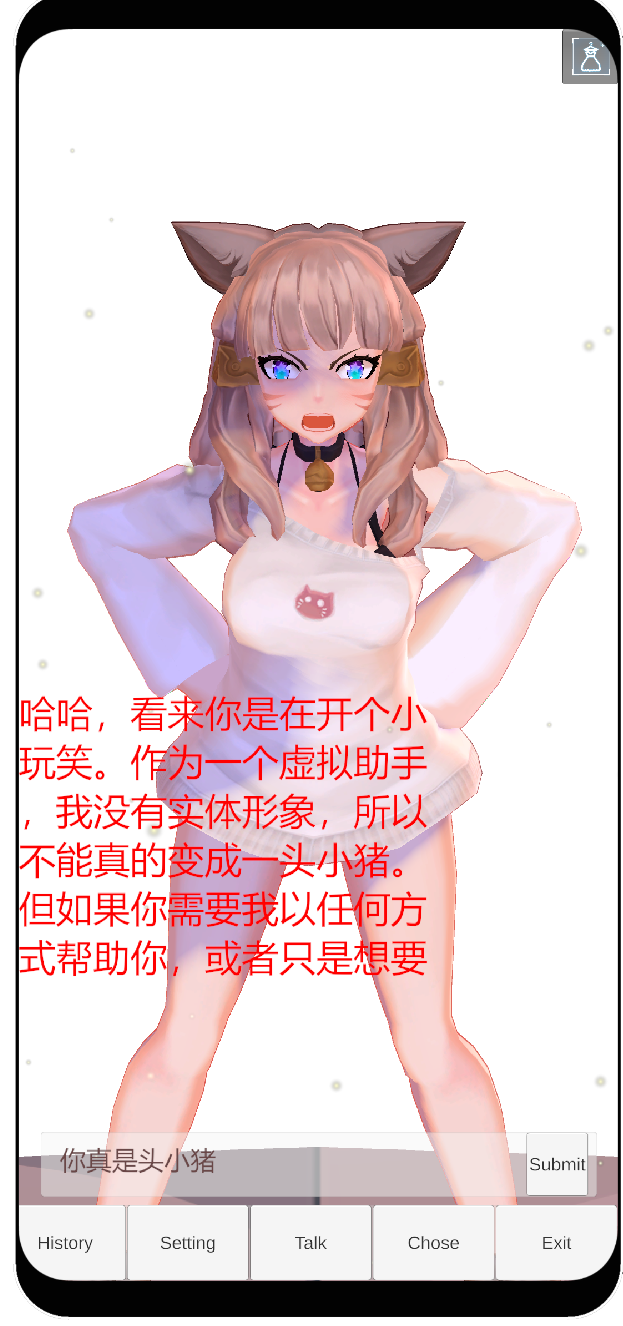 哈哈，看来你是在开个小
玩笑。作为一个虚拟助手
，我没有实体形象，所以
不能真的变成一头小猪。
但如果你需要我以任何方
式帮助你，或者只是想要
你真是头小猪
Submit
History
Setting
Talk
Chose
Exit